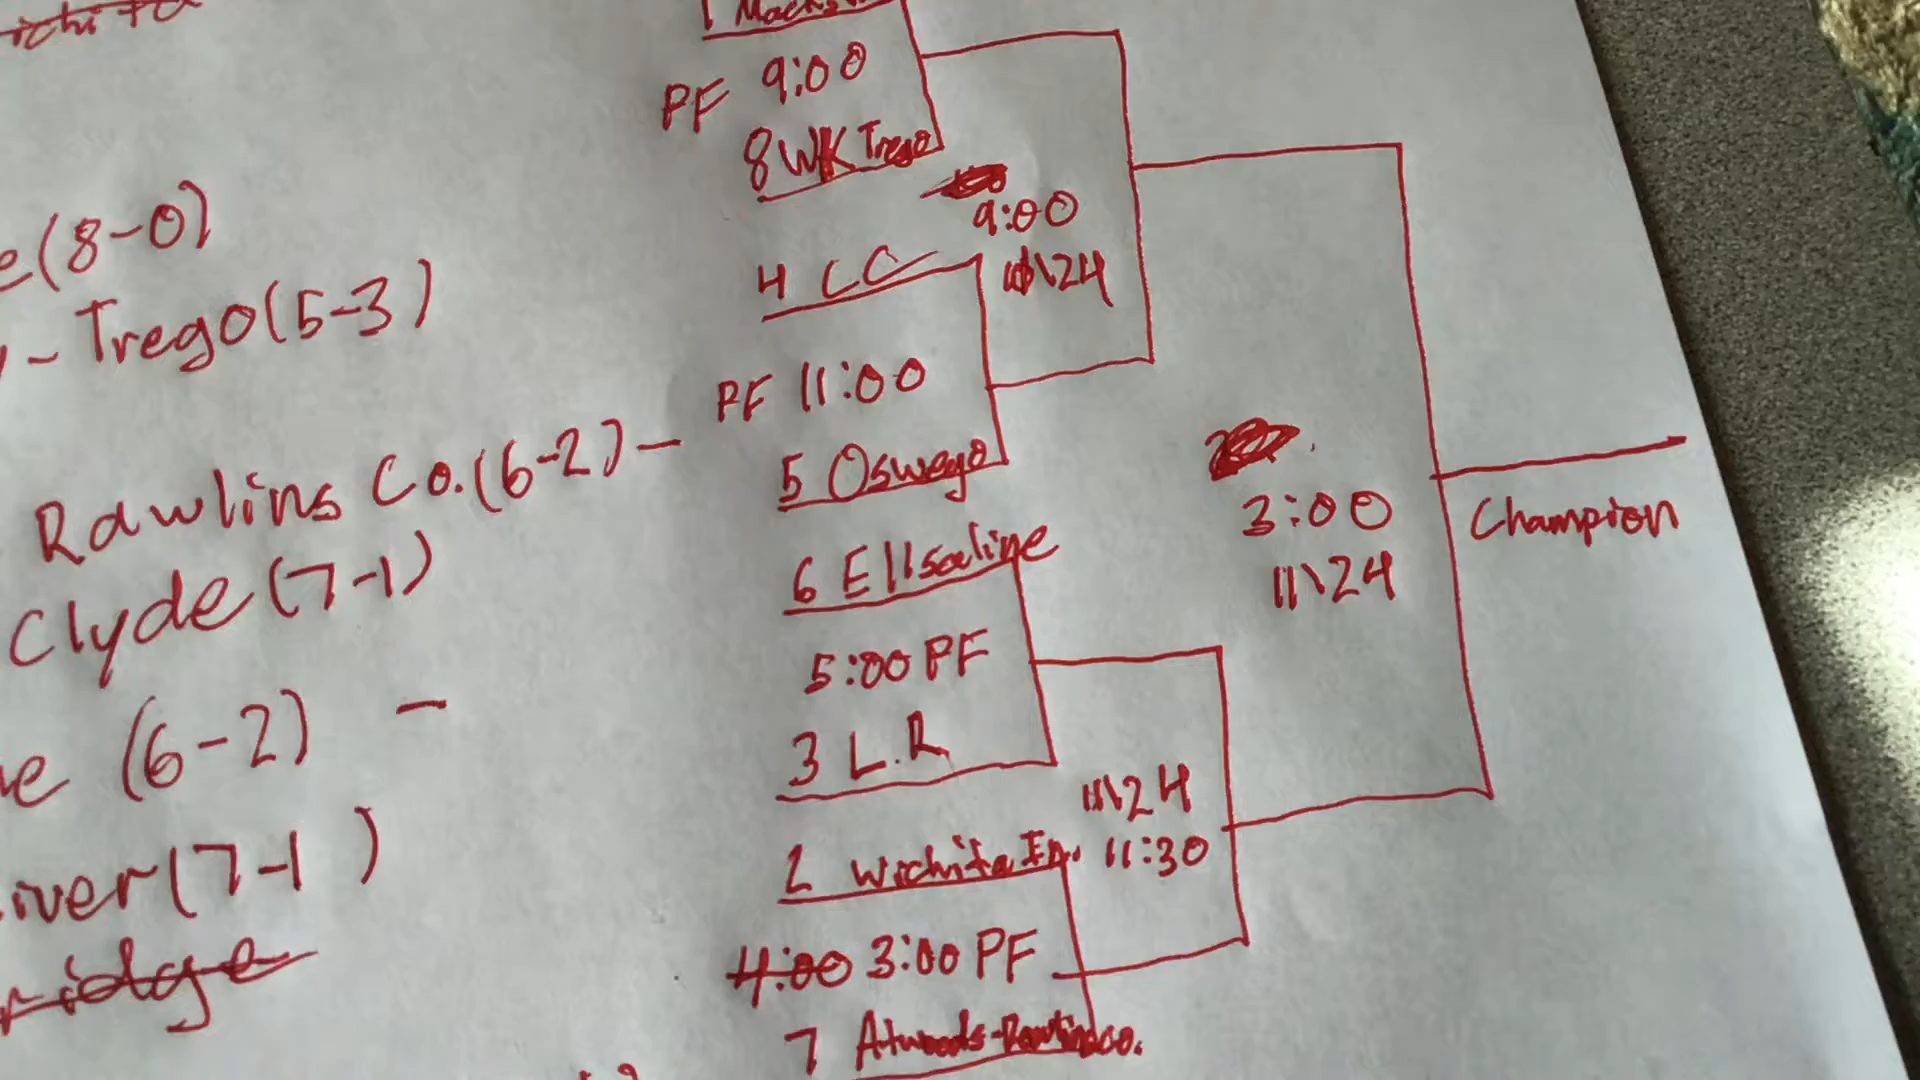 (8-0)
- Trego(5-3)
Rawlins Co.(6-2)-
Clyde(7-1)
(6-2) -
(7-1)
1
PF 9:00
8 WK Trego
9:00
11\24
4 CC
PF 11:00
5 Oswego
6 Ellsaline
5:00 PF
3 L.R
11\24
2 Wichita In. 11:30
4:00 3:00 PF
7 Atwoods-Rawlins co.
3:00
11\24
Champion